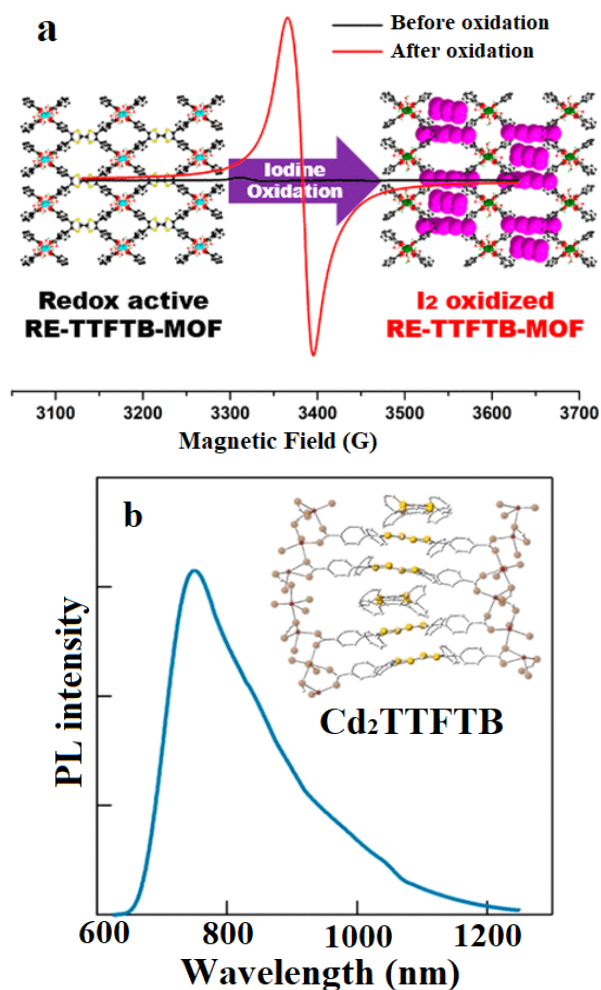 a
Before oxidation
After oxidation
Iodine
Oxidation
Redox active
RE-TTFTB-MOF
I2 oxidized
RE-TTFTB-MOF
3100 3200 3300 3400 3500 3600 3700
Magnetic Field (G)
b
Cd2TTFTB
PL intensity
600 800 1000 1200
Wavelength (nm)